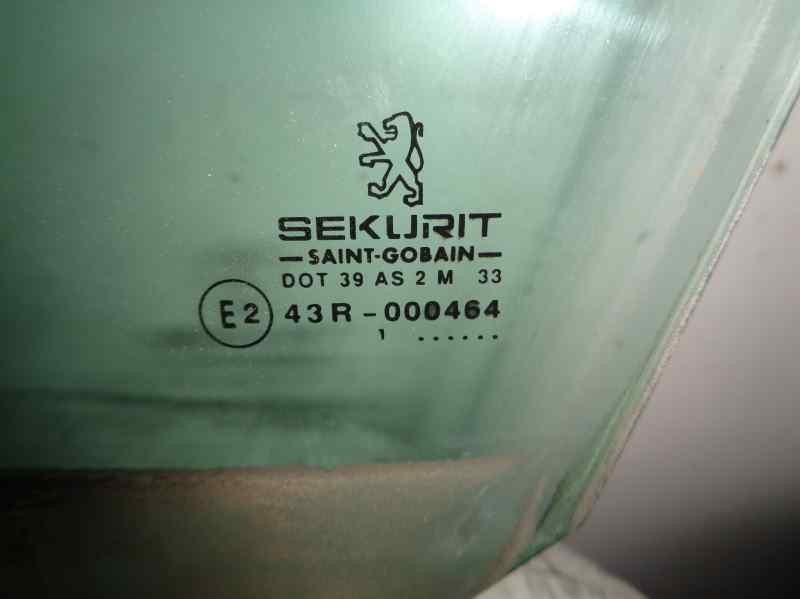 SEKURIT
SAINT-GOBAIN
DOT 39 AS 2 M 33
E2 43R-000464
1 ......